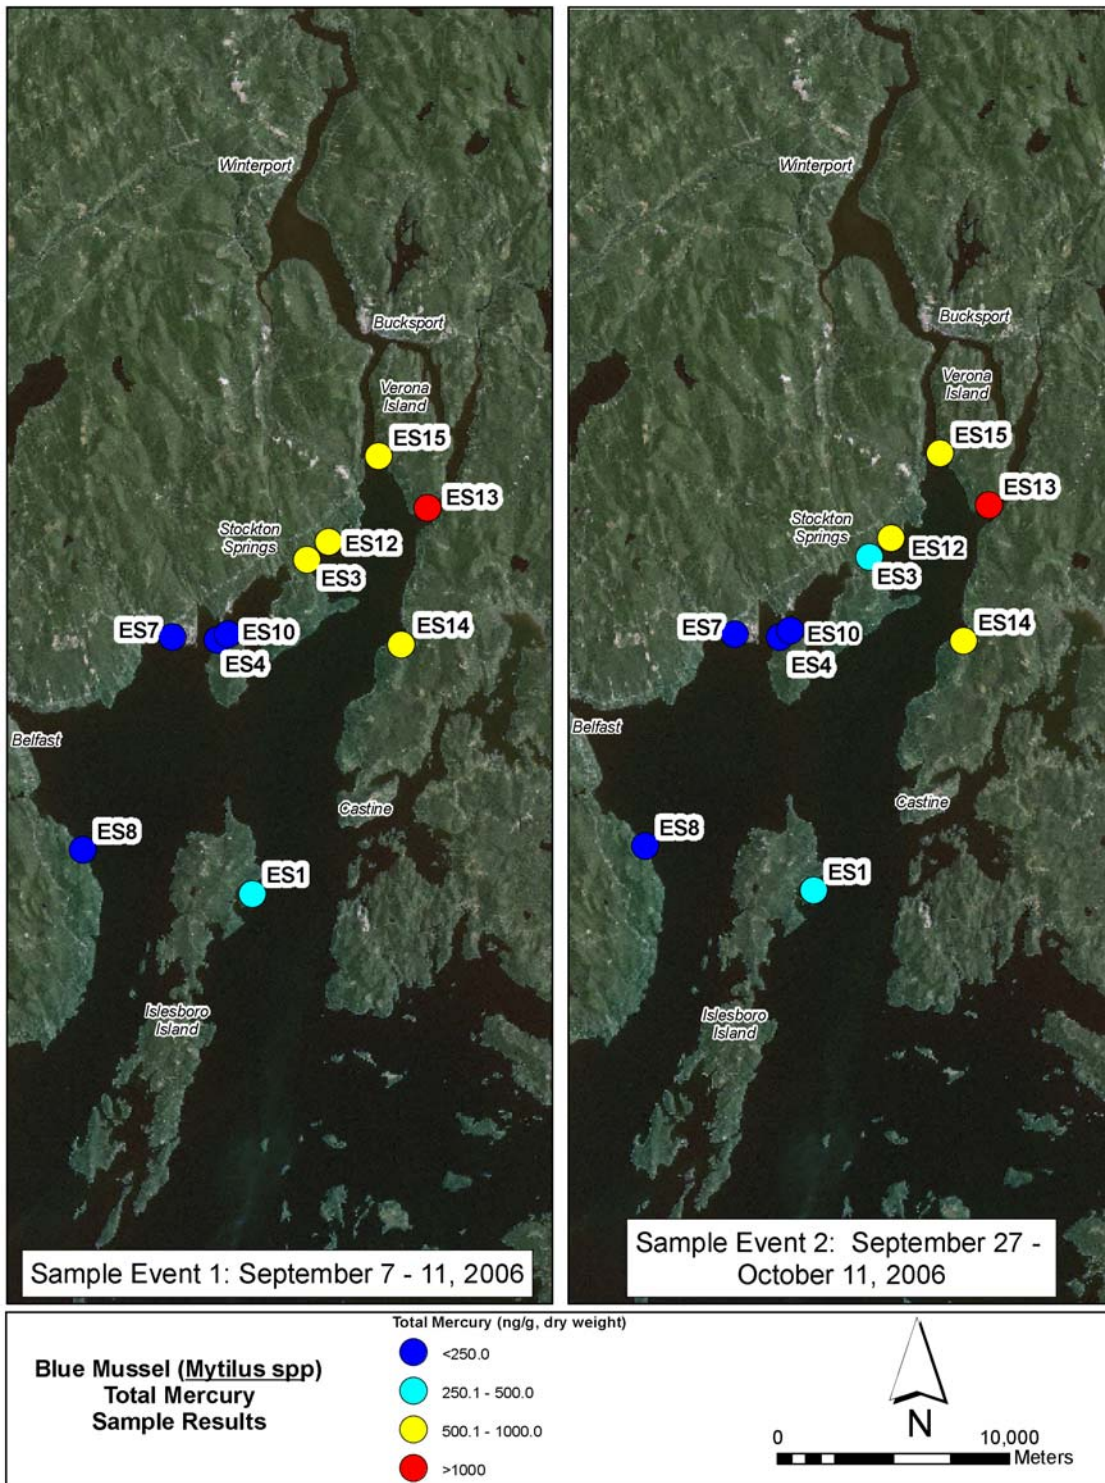 Winterport
Bucksport
Verona
Island
ES15
ES13
Stockton
Springs
ES12
ES3
ES7
ES10
ES14
ES4
Belfast
Castine
ES8
ES1
Islesboro
Island
Sample Event 1: September 7 - 11, 2006
Winterport
Bucksport
Verona
Island
ES15
ES13
Stockton
Springs
ES12
ES3
ES7
ES10
ES14
ES4
Belfast
Castine
ES8
ES1
Islesboro
Island
Sample Event 2: September 27 -
October 11, 2006
Blue Mussel (Mytilus spp)
Total Mercury
Sample Results
Total Mercury (ng/g, dry weight)
<250.0
250.1 - 500.0
500.1 - 1000.0
>1000
N
0 10,000
Meters